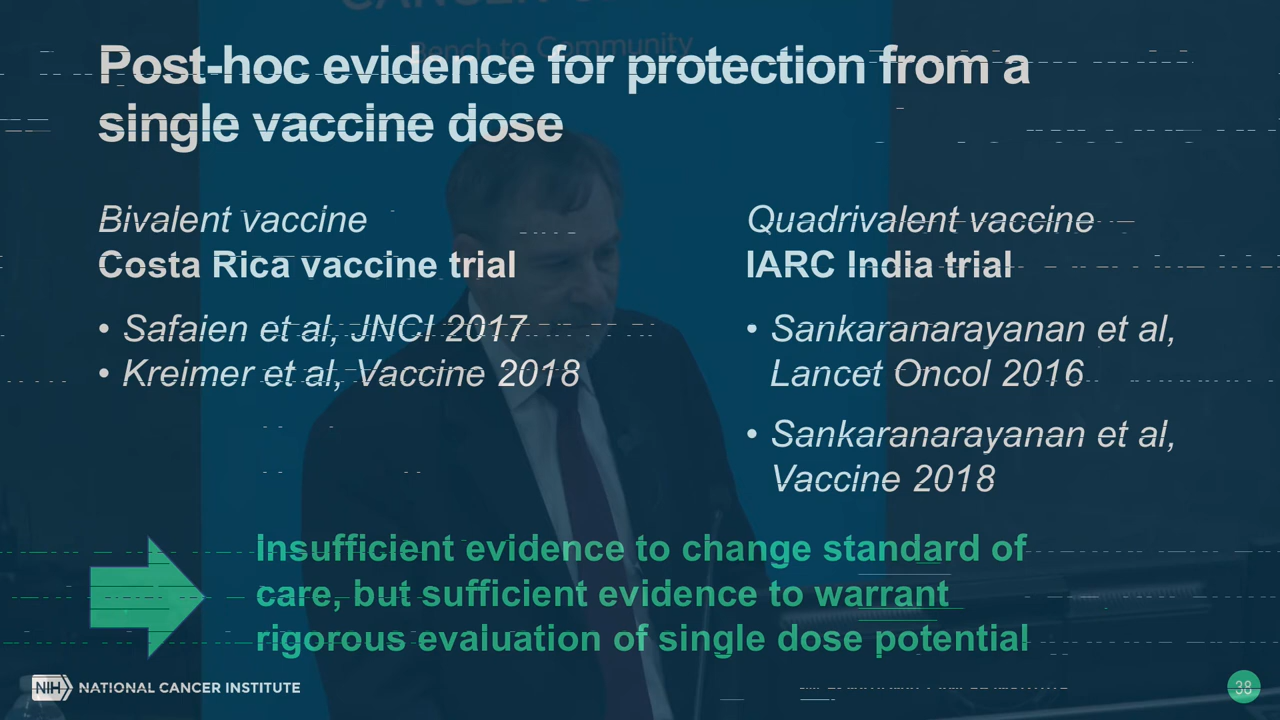 Bench to Community
Post-hoc evidence for protection from a
single vaccine dose
Bivalent vaccine
Costa Rica vaccine trial
• Safaien et al, JNCI 2017
• Kreimer et al, Vaccine 2018
Quadrivalent vaccine
IARC India trial
• Sankaranarayanan et al,
Lancet Oncol 2016
• Sankaranarayanan et al,
Vaccine 2018
Insufficient evidence to change standard of
care, but sufficient evidence to warrant
rigorous evaluation of single dose potential
NIH NATIONAL CANCER INSTITUTE
38